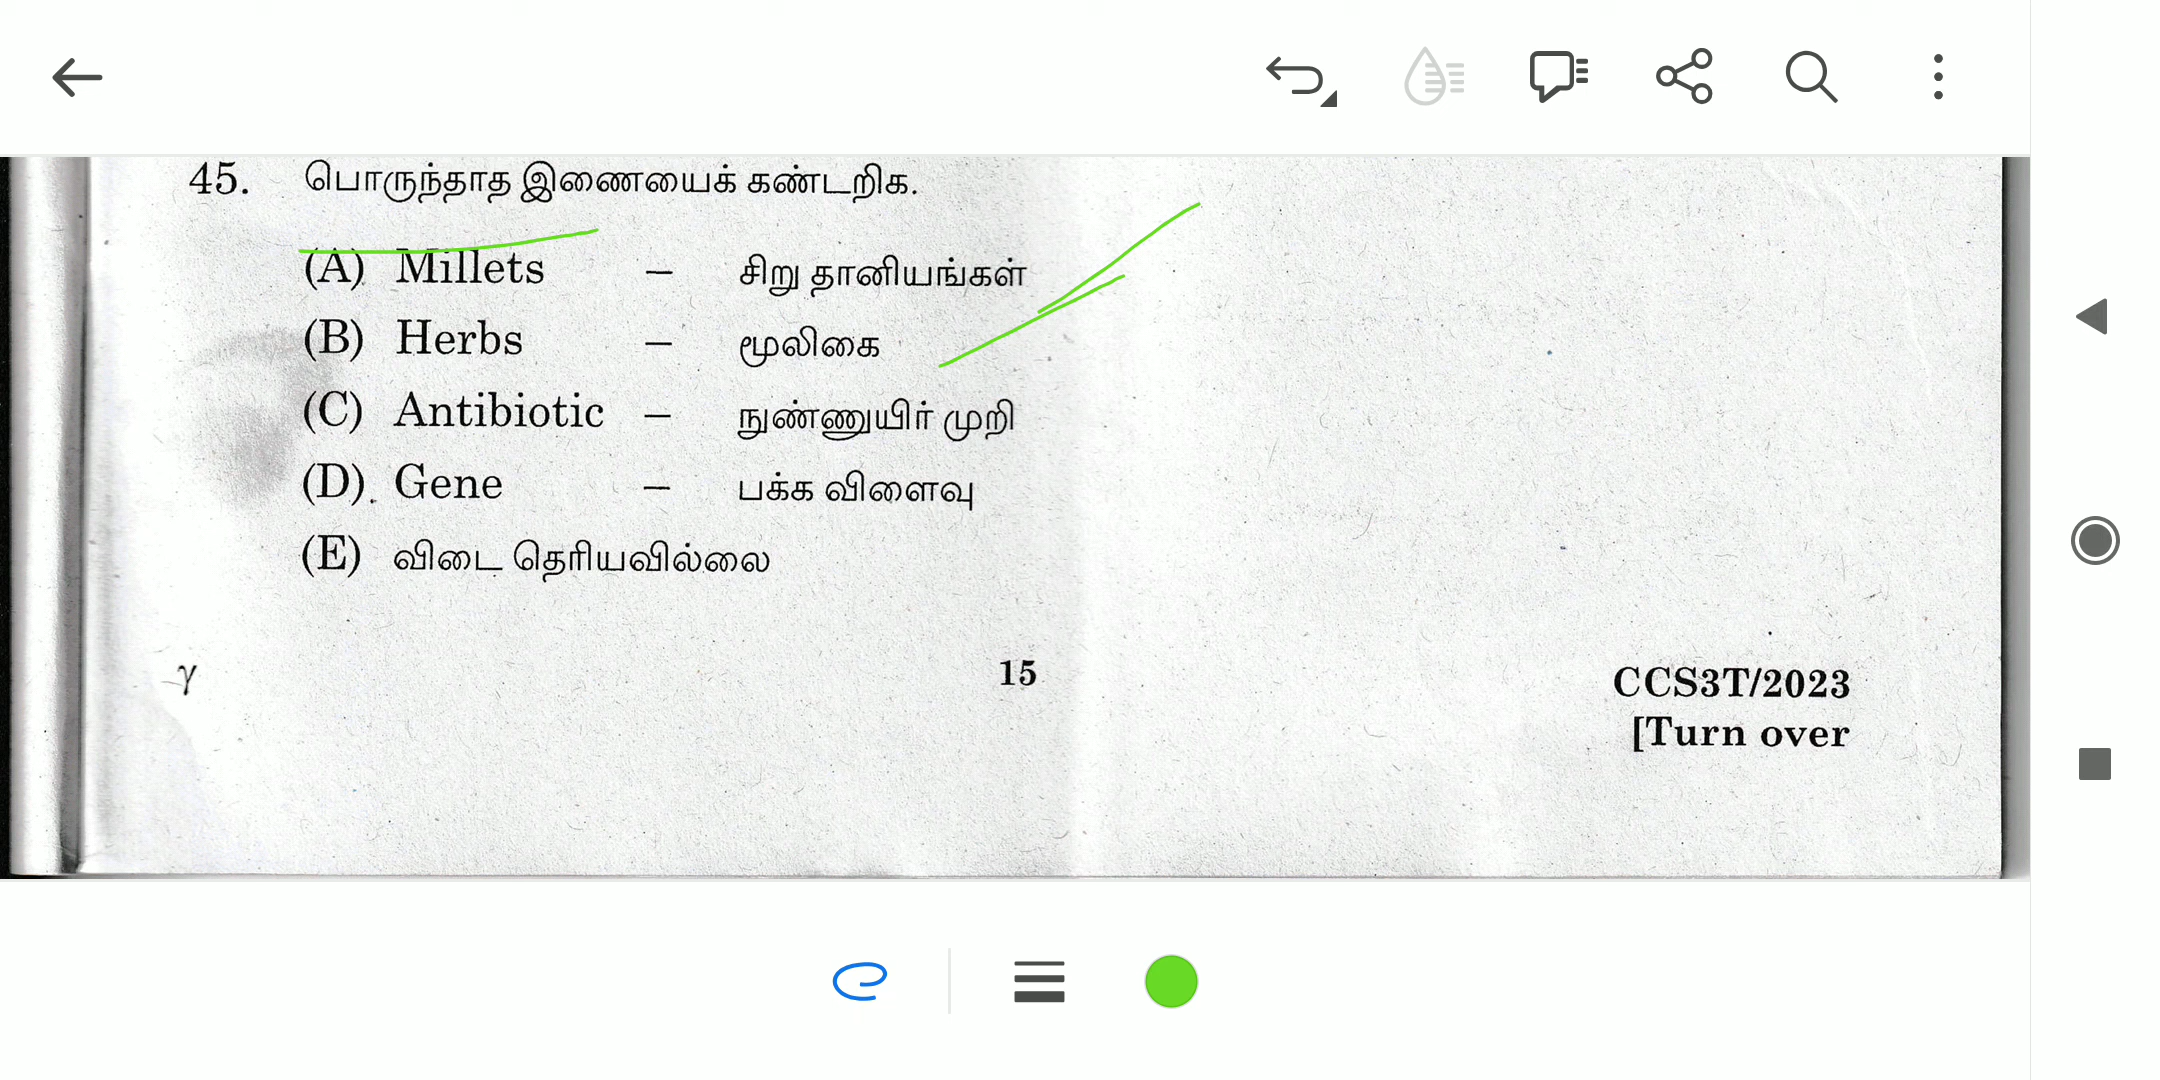 45. பொருந்தாத இணையைக் கண்டறிக.
(A) Millets – சிறு தானியங்கள்
(B) Herbs – மூலிகை
(C) Antibiotic – நுண்ணுயிர் முறி
(D) Gene – பக்க விளைவு
(E) விடை தெரியவில்லை
γ 15 CCS3T/2023
[Turn over